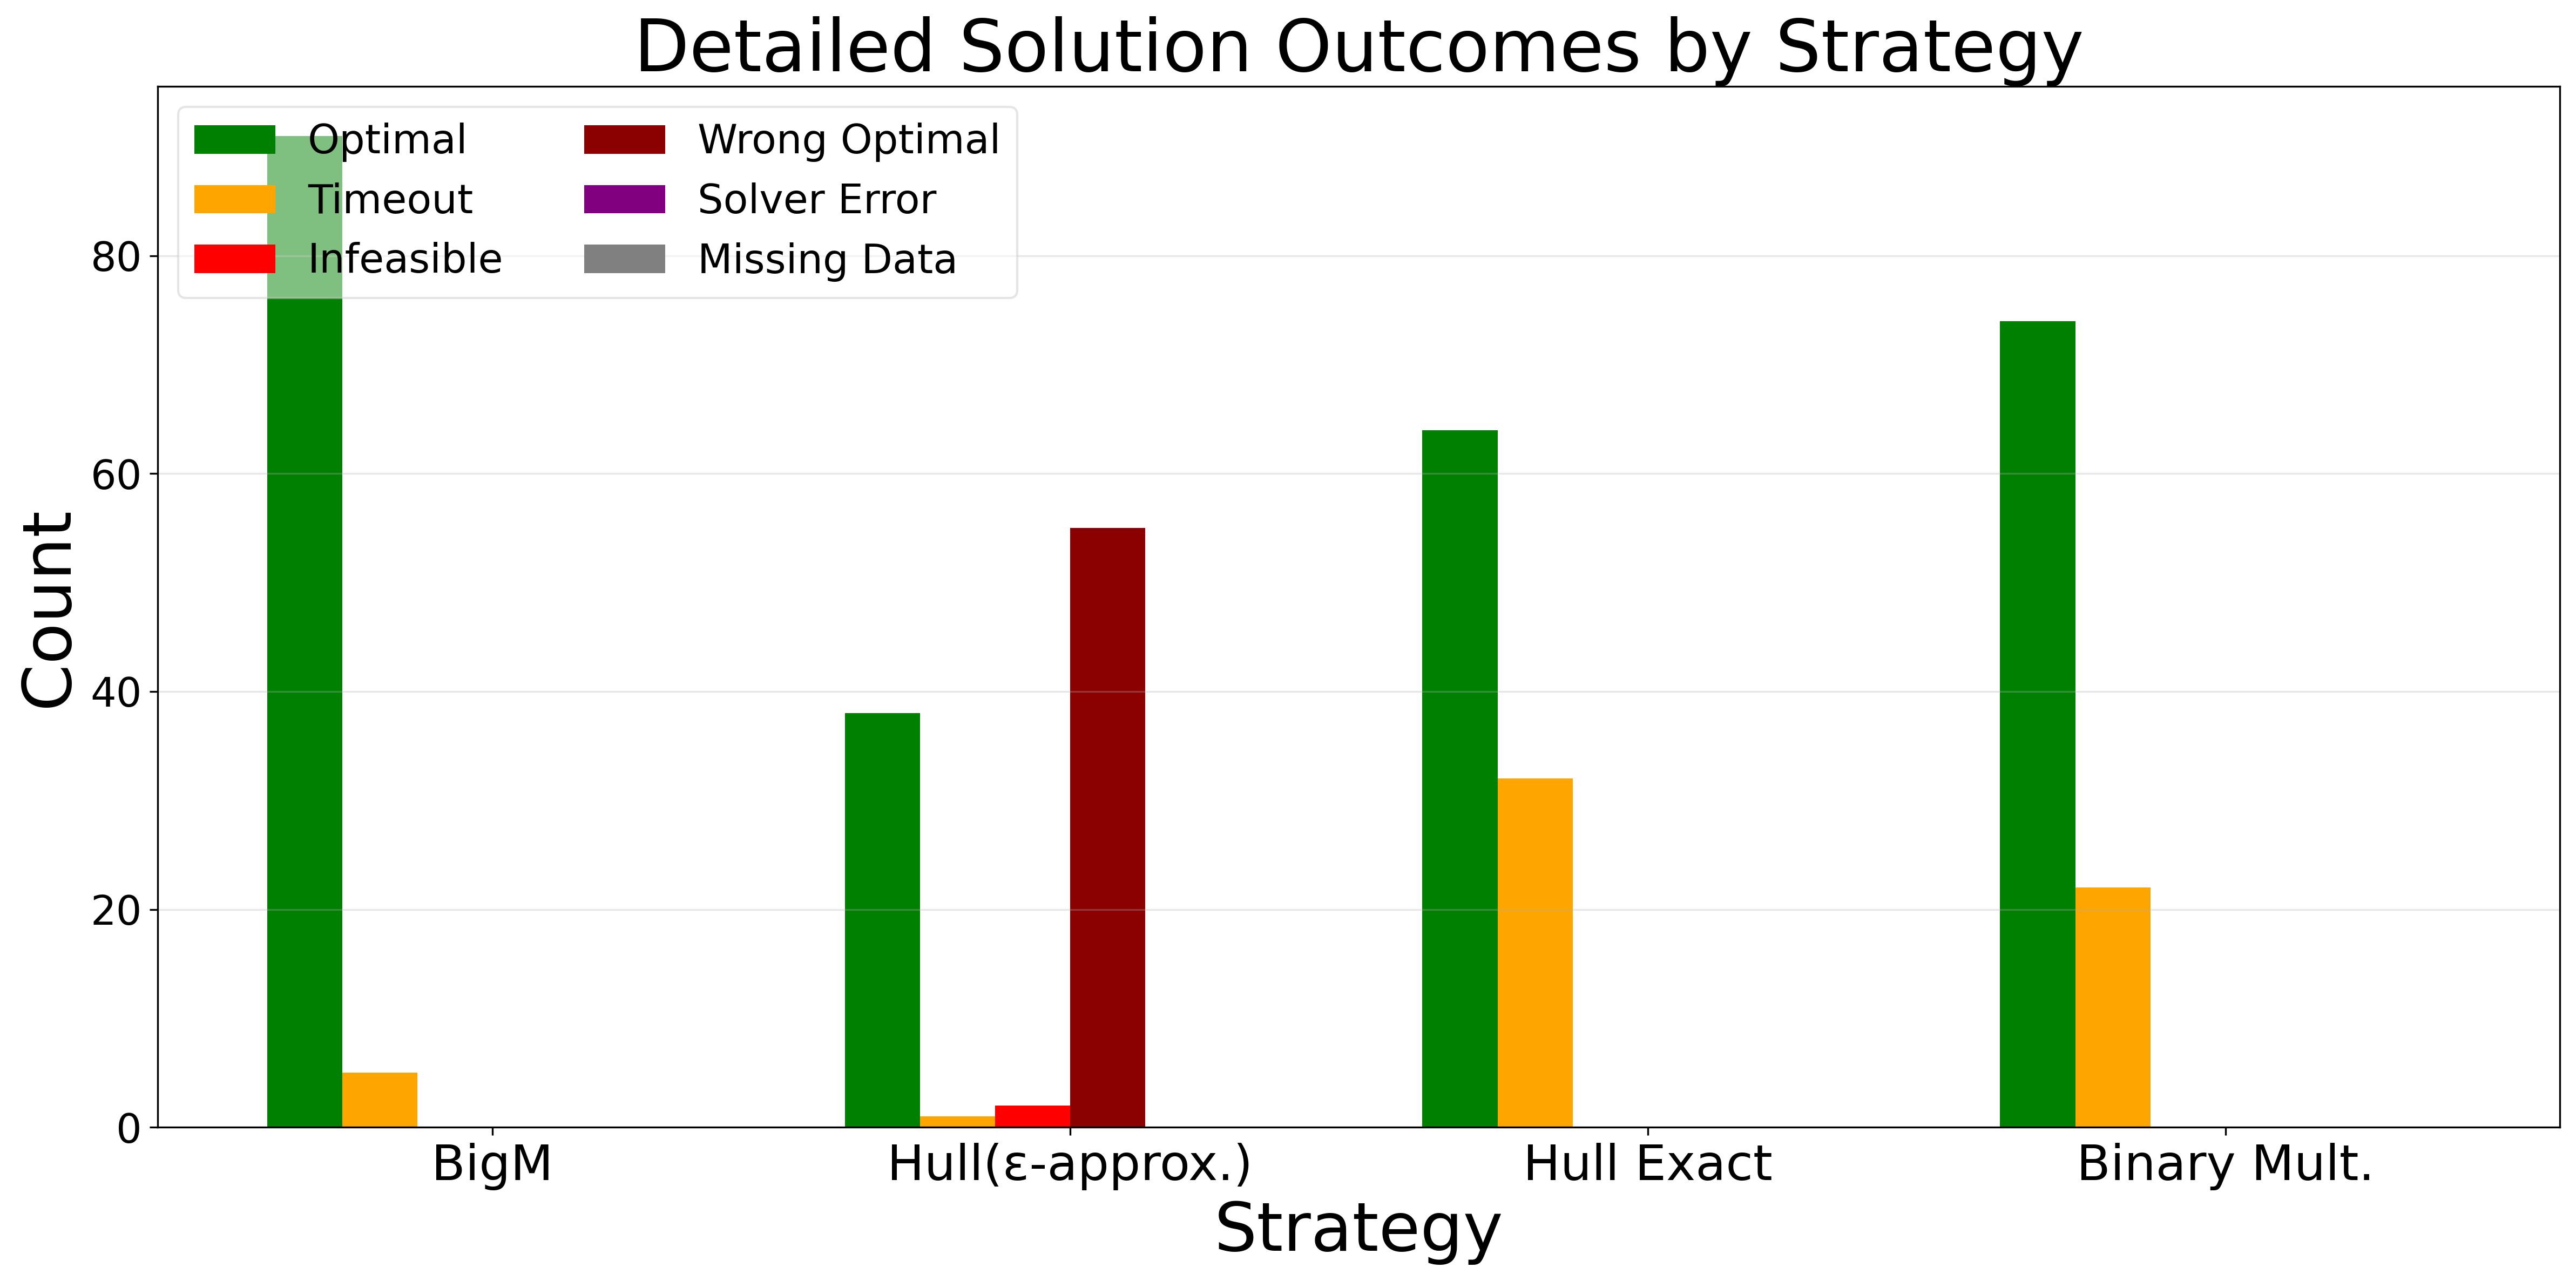 Detailed Solution Outcomes by Strategy
Optimal
Timeout
Infeasible
Wrong Optimal
Solver Error
Missing Data
Count
80
60
40
20
0
BigM
Hull(ε-approx.)
Hull Exact
Binary Mult.
Strategy